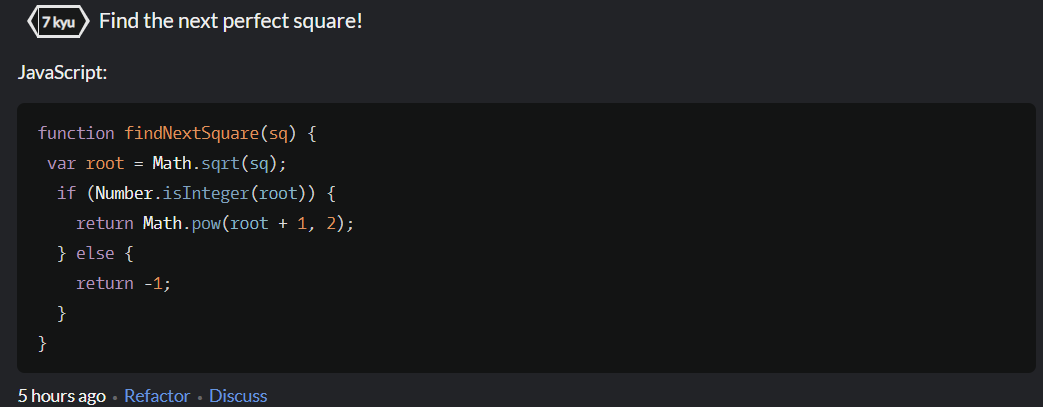 7 kyu Find the next perfect square!
JavaScript:
function findNextSquare(sq) {
 var root = Math.sqrt(sq);
  if (Number.isInteger(root)) {
    return Math.pow(root + 1, 2);
  } else {
    return -1;
  }
}
5 hours ago • Refactor • Discuss